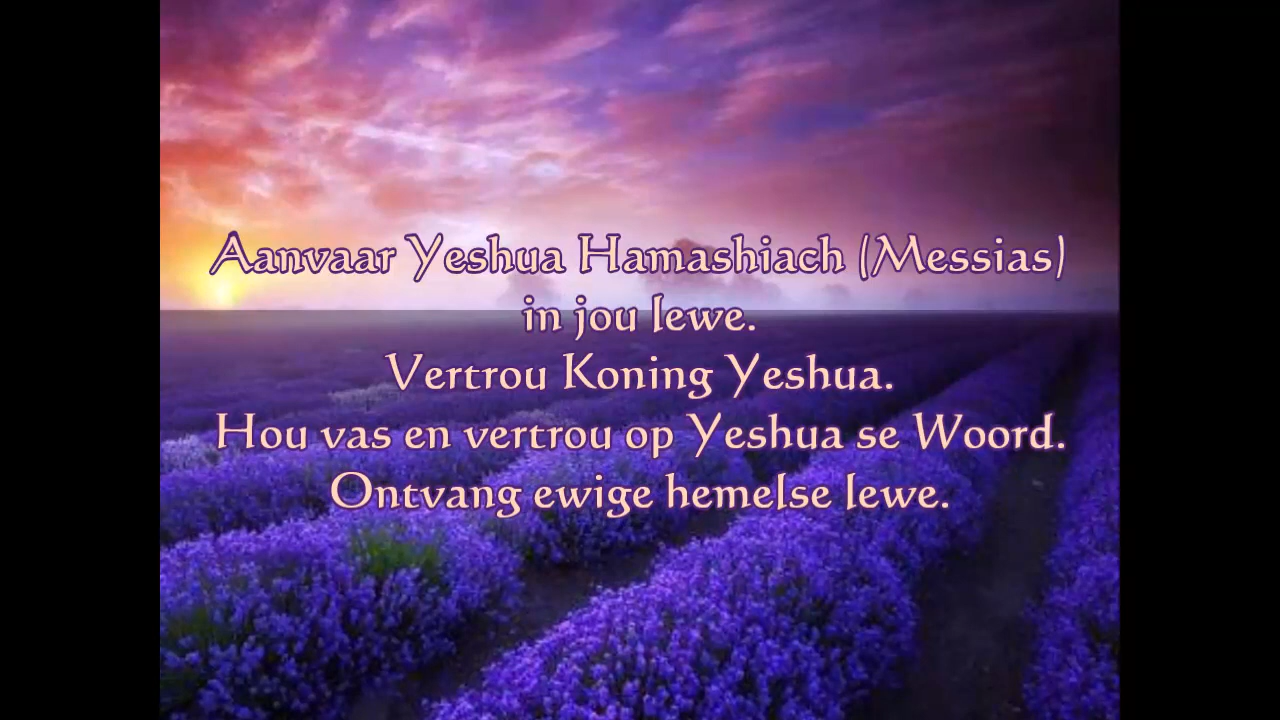 Aanvaar Yeshua Hamashiach (Messias)
in jou lewe.
Vertrou Koning Yeshua.
Hou vas en vertrou op Yeshua se Woord.
Ontvang ewige hemelse lewe.